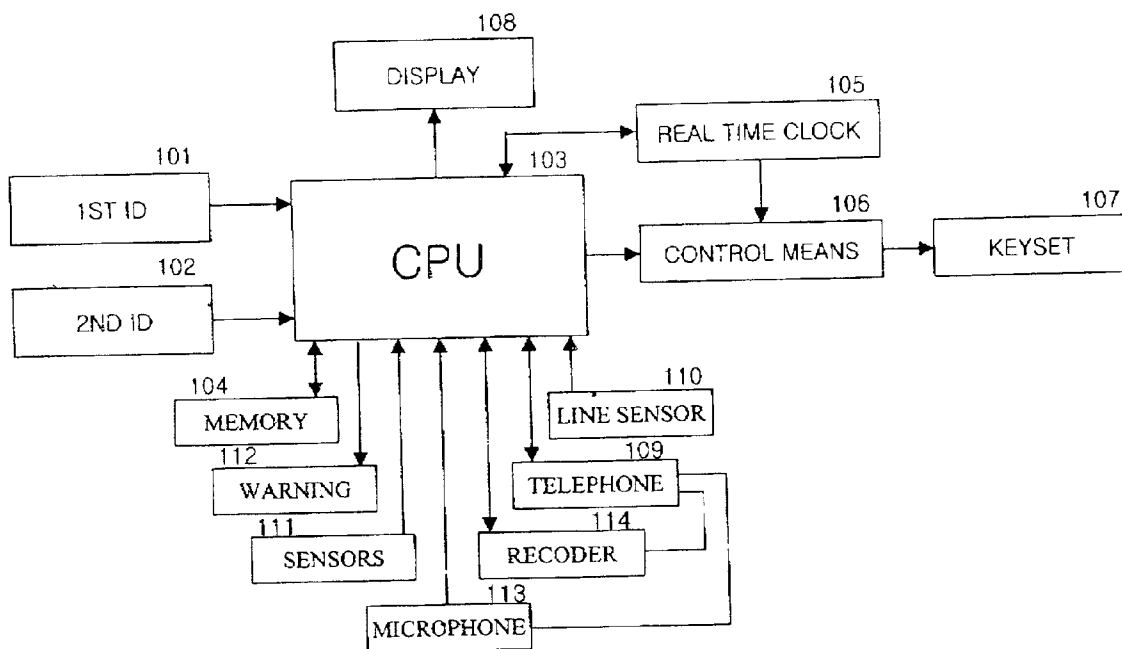 108
DISPLAY
105
REAL TIME CLOCK
101
1ST ID
103
CPU
106
CONTROL MEANS
107
KEYSET
102
2ND ID
104
MEMORY
110
LINE SENSOR
112
WARNING
109
TELEPHONE
111
SENSORS
114
RECODER
113
MICROPHONE